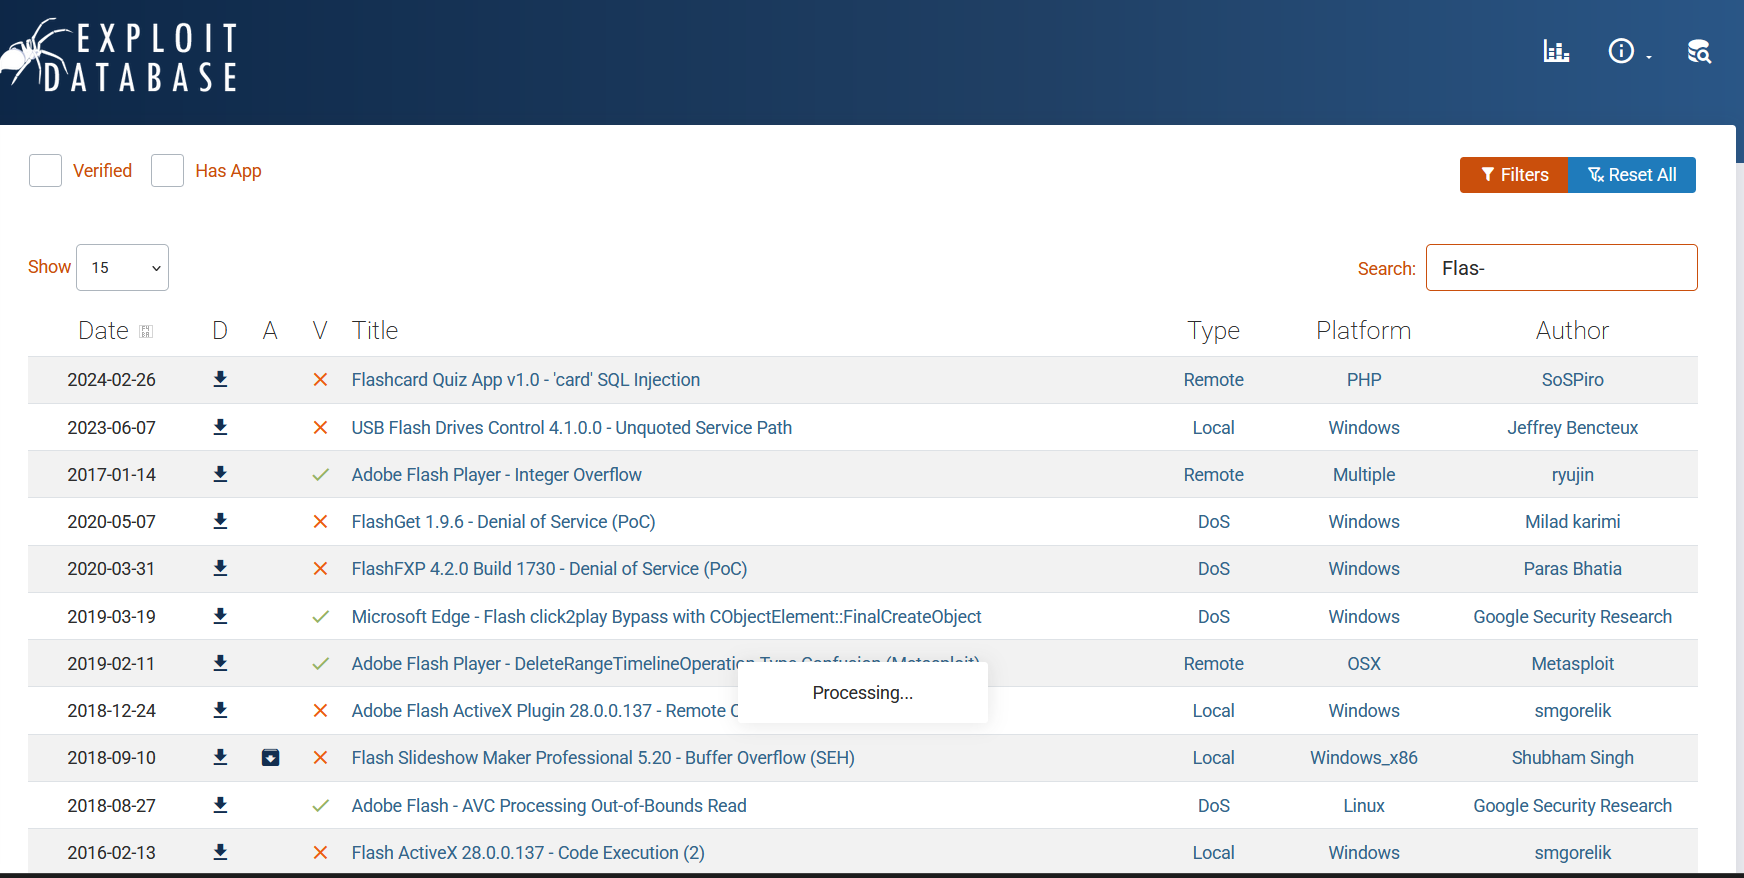 EXPLOIT
DATABASE
Verified Has App Filters Reset All
Show 15 Search: Flas-
Date D A V Title Type Platform Author
2024-02-26 Flashcard Quiz App v1.0 - 'card' SQL Injection Remote PHP SoSPiro
2023-06-07 USB Flash Drives Control 4.1.0.0 - Unquoted Service Path Local Windows Jeffrey Bencteux
2017-01-14 Adobe Flash Player - Integer Overflow Remote Multiple ryujin
2020-05-07 FlashGet 1.9.6 - Denial of Service (PoC) DoS Windows Milad karimi
2020-03-31 FlashFXP 4.2.0 Build 1730 - Denial of Service (PoC) DoS Windows Paras Bhatia
2019-03-19 Microsoft Edge - Flash click2play Bypass with CObjectElement::FinalCreateObject DoS Windows Google Security Research
2019-02-11 Adobe Flash Player - DeleteRangeTimelineOperation Type Confusion (Metasploit) Remote OSX Metasploit
Processing...
2018-12-24 Adobe Flash ActiveX Plugin 28.0.0.137 - Remote Local Windows smgorelik
2018-09-10 Flash Slideshow Maker Professional 5.20 - Buffer Overflow (SEH) Local Windows_x86 Shubham Singh
2018-08-27 Adobe Flash - AVC Processing Out-of-Bounds Read DoS Linux Google Security Research
2016-02-13 Flash ActiveX 28.0.0.137 - Code Execution (2) Local Windows smgorelik